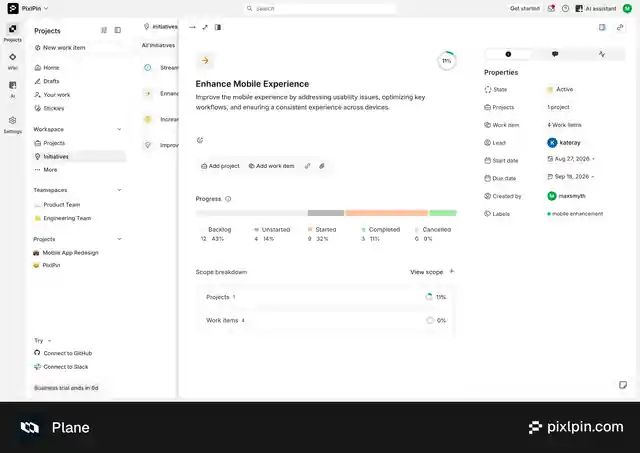 PixlPin
Search
Get started
AI assistant
M
Projects
Wiki
AI
Settings
Projects
New work item
Home
Drafts
Your work
Stickies
Workspace
Projects
Initiatives
More
Teamspaces
Product Team
Engineering Team
Projects
Mobile App Redesign
PixlPin
Try
Connect to GitHub
Connect to Slack
Business trial ends in 6d
Initiatives
All Initiatives
Stream
Enhanc
Increas
Improv
11%
Enhance Mobile Experience
Improve the mobile experience by addressing usability issues, optimizing key
workflows, and ensuring a consistent experience across devices.
Add project
Add work item
Progress
Backlog
12 43%
Unstarted
4 14%
Started
9 32%
Completed
3 11%
Cancelled
0 0%
Scope breakdown
View scope
Projects 1
11%
Work items 4
0%
Properties
State
Active
Projects
1 project
Work item
4 Work items
Lead
K kateray
Start date
Aug 27, 2026
Due date
Sep 18, 2026
Created by
M maxsmyth
Labels
mobile enhancement
Plane
pixlpin.com